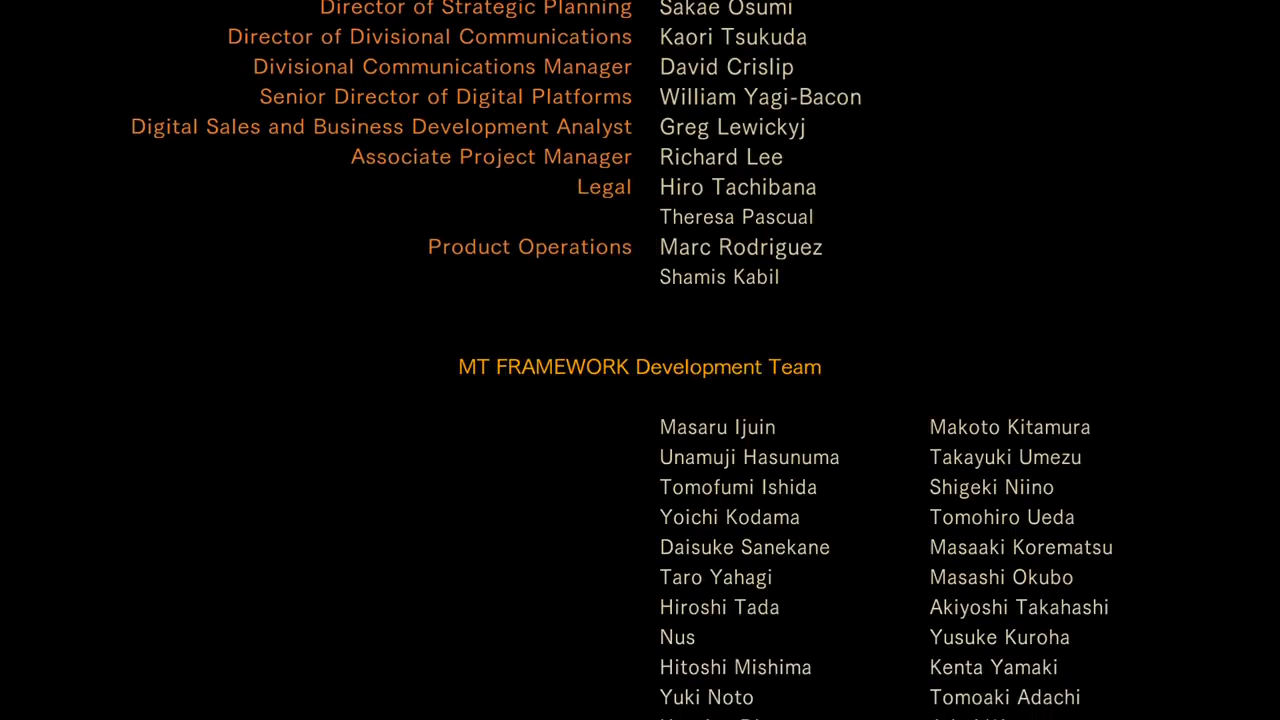 Director of Strategic Planning Sakae Osumi
Director of Divisional Communications Kaori Tsukuda
Divisional Communications Manager David Crislip
Senior Director of Digital Platforms William Yagi-Bacon
Digital Sales and Business Development Analyst Greg Lewickyj
Associate Project Manager Richard Lee
Legal Hiro Tachibana
Theresa Pascual
Product Operations Marc Rodriguez
Shamis Kabil
MT FRAMEWORK Development Team
Masaru Ijuin Makoto Kitamura
Unamuji Hasunuma Takayuki Umezu
Tomofumi Ishida Shigeki Niino
Yoichi Kodama Tomohiro Ueda
Daisuke Sanekane Masaaki Korematsu
Taro Yahagi Masashi Okubo
Hiroshi Tada Akiyoshi Takahashi
Nus Yusuke Kuroha
Hitoshi Mishima Kenta Yamaki
Yuki Noto Tomoaki Adachi